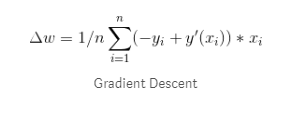 Δw = 1/n ∑_{i=1}^{n} (−y_i + y′(x_i)) ∗ x_i
Gradient Descent